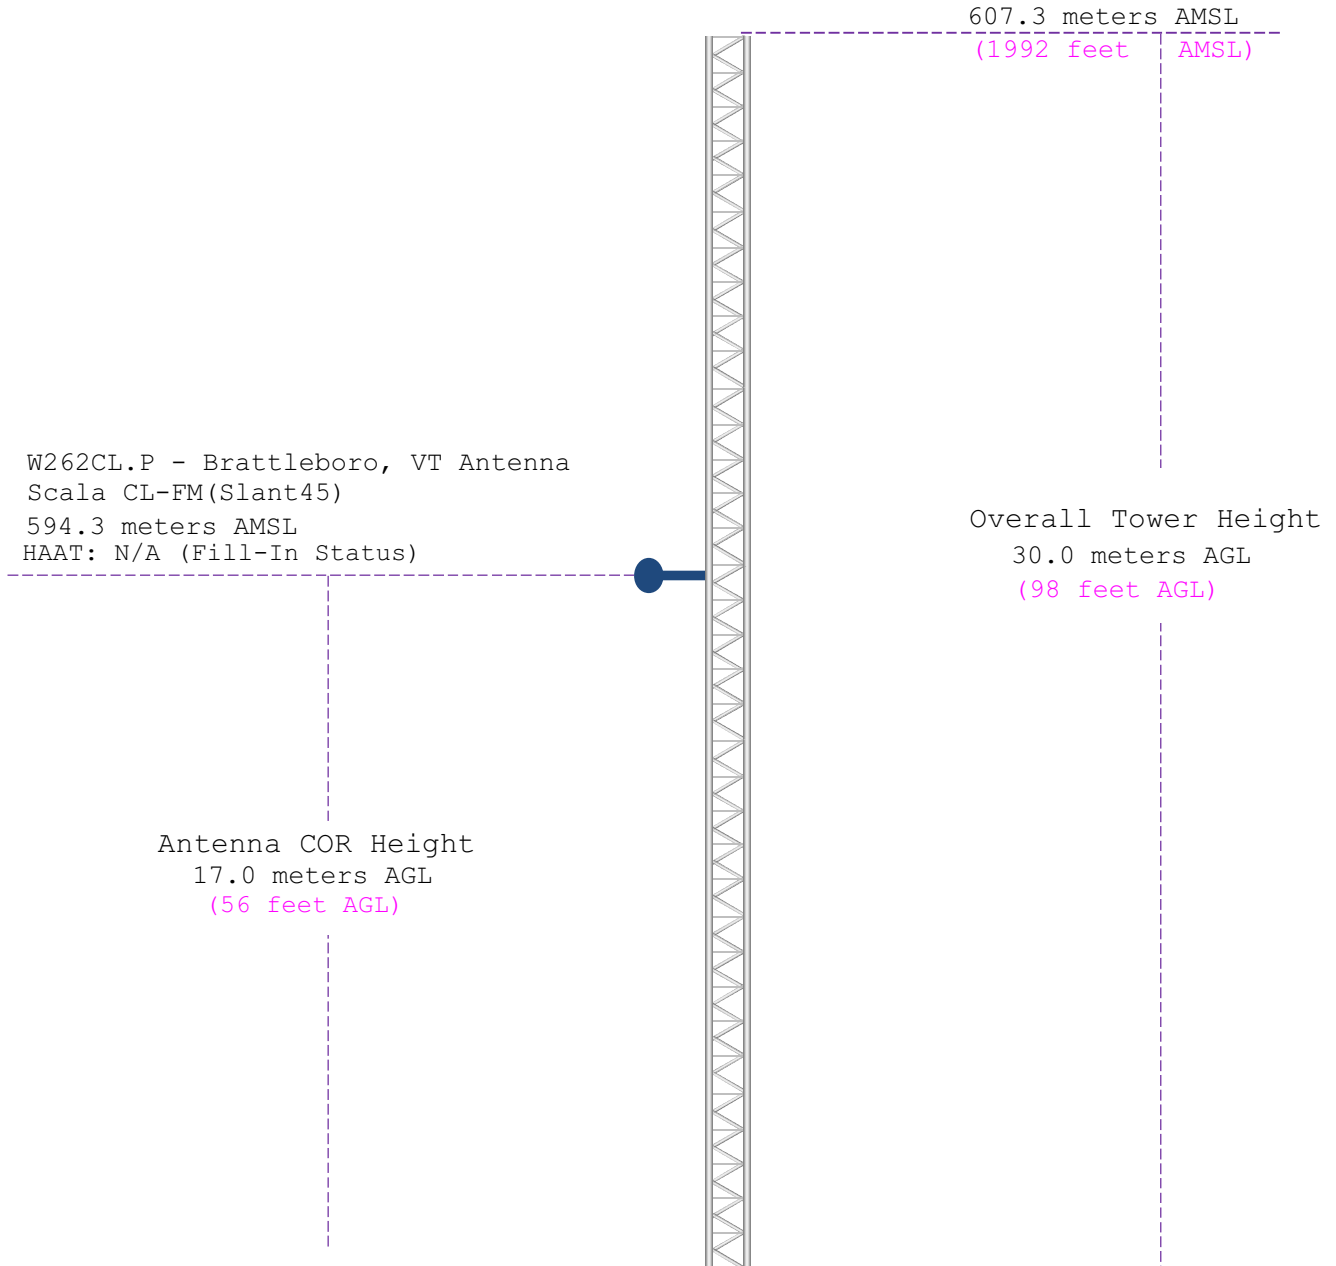 607.3 meters AMSL
(1992 feet AMSL)
W262CL.P - Brattleboro, VT Antenna
Scala CL-FM(Slant45)
594.3 meters AMSL
HAAT: N/A (Fill-In Status)
Overall Tower Height
30.0 meters AGL
(98 feet AGL)
Antenna COR Height
17.0 meters AGL
(56 feet AGL)